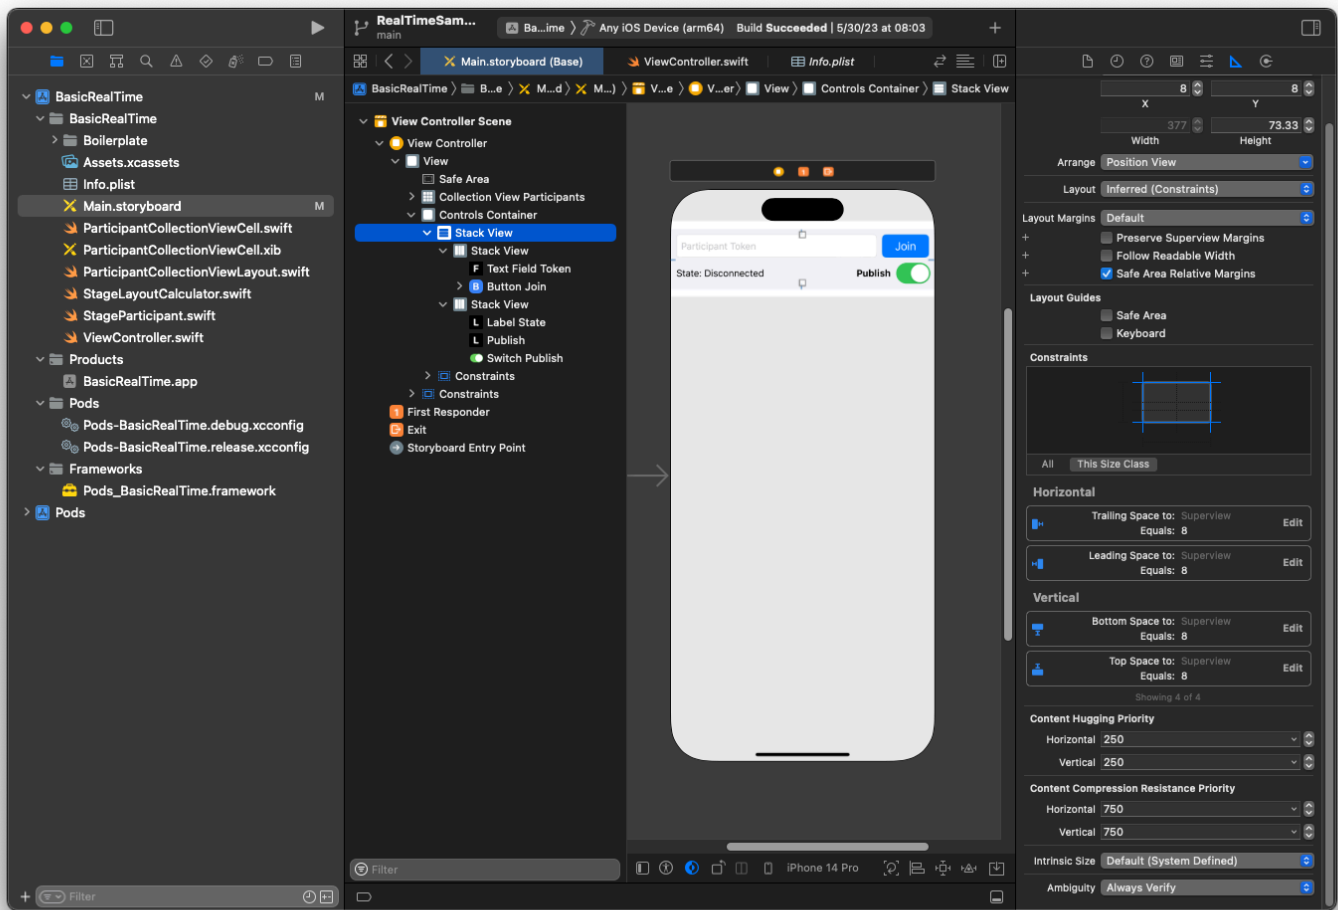 RealTimeSam...
main
Ba...ime
Any iOS Device (arm64)
Build Succeeded | 5/30/23 at 08:03
BasicRealTime
M
BasicRealTime
Boilerplate
Assets.xcassets
Info.plist
Main.storyboard
M
ParticipantCollectionViewCell.swift
ParticipantCollectionViewCell.xib
ParticipantCollectionViewLayout.swift
StageLayoutCalculator.swift
StageParticipant.swift
ViewController.swift
Products
BasicRealTime.app
Pods
Pods-BasicRealTime.debug.xcconfig
Pods-BasicRealTime.release.xcconfig
Frameworks
Pods_BasicRealTime.framework
Pods
Filter
Main.storyboard (Base)
ViewController.swift
Info.plist
BasicRealTime
B...e
M...d
M...)
V...e
V...er
View
Controls Container
Stack View
View Controller Scene
View Controller
View
Safe Area
Collection View Participants
Controls Container
Stack View
Stack View
F Text Field Token
B Button Join
Stack View
L Label State
L Publish
Switch Publish
Constraints
Constraints
1 First Responder
Exit
Storyboard Entry Point
Filter
1
Participant Token
Join
State: Disconnected
Publish
iPhone 14 Pro
8
8
X
Y
377
73.33
Width
Height
Arrange
Position View
Layout
Inferred (Constraints)
Layout Margins
Default
Preserve Superview Margins
Follow Readable Width
Safe Area Relative Margins
Layout Guides
Safe Area
Keyboard
Constraints
All
This Size Class
Horizontal
Trailing Space to: Superview
Equals: 8
Edit
Leading Space to: Superview
Equals: 8
Edit
Vertical
Bottom Space to: Superview
Equals: 8
Edit
Top Space to: Superview
Equals: 8
Edit
Showing 4 of 4
Content Hugging Priority
Horizontal
250
Vertical
250
Content Compression Resistance Priority
Horizontal
750
Vertical
750
Intrinsic Size
Default (System Defined)
Ambiguity
Always Verify